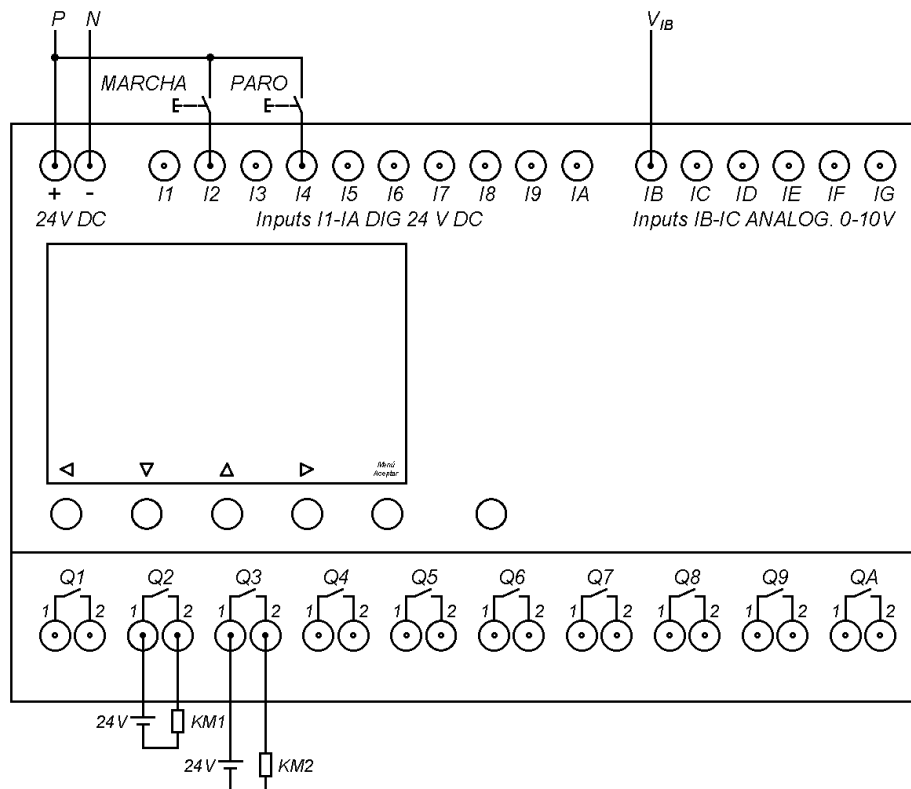 P N V_IB
MARCHA PARO
+ - I1 I2 I3 I4 I5 I6 I7 I8 I9 IA IB IC ID IE IF IG
24V DC Inputs I1-IA DIG 24 V DC Inputs IB-IC ANALOG. 0-10V
Menú
Aceptar
Q1 Q2 Q3 Q4 Q5 Q6 Q7 Q8 Q9 QA
1 2 1 2 1 2 1 2 1 2 1 2 1 2 1 2 1 2 1 2
24V KM1
24V KM2